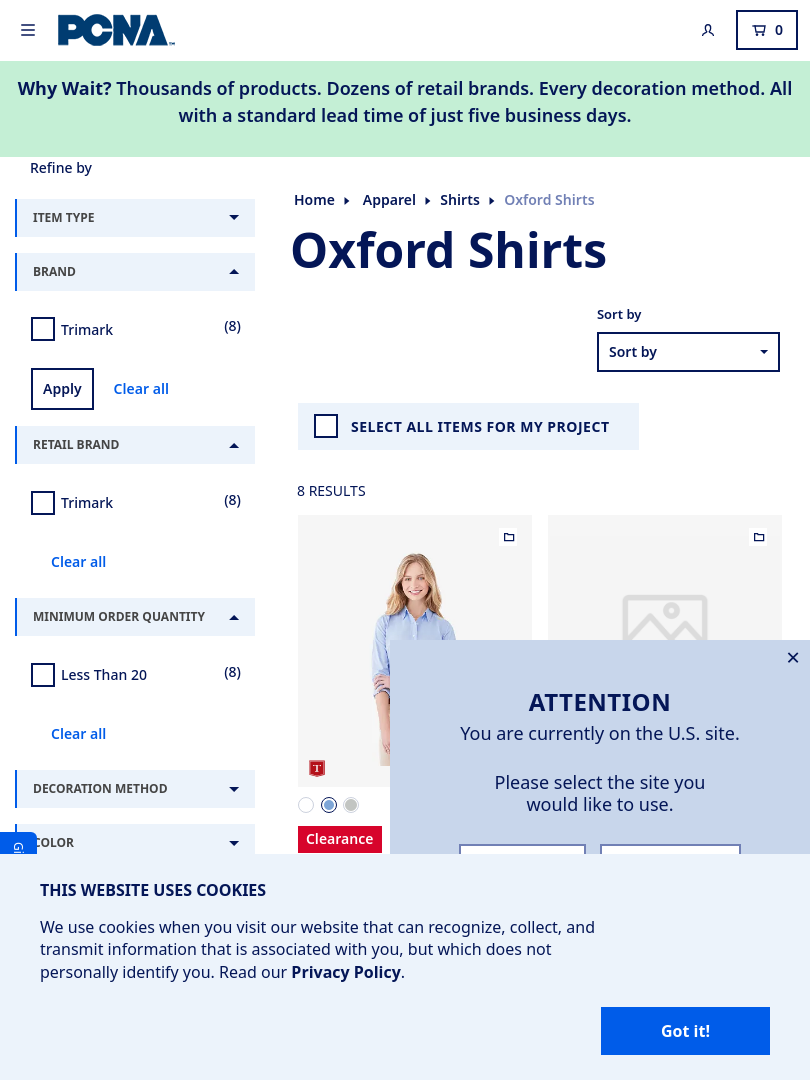 PCNA
0
Why Wait? Thousands of products. Dozens of retail brands. Every decoration method. All
with a standard lead time of just five business days.
Refine by
ITEM TYPE
BRAND
Trimark
(8)
Apply
Clear all
RETAIL BRAND
Trimark
(8)
Clear all
MINIMUM ORDER QUANTITY
Less Than 20
(8)
Clear all
DECORATION METHOD
COLOR
Home
Apparel
Shirts
Oxford Shirts
Oxford Shirts
Sort by
Sort by
SELECT ALL ITEMS FOR MY PROJECT
8 RESULTS
T
Clearance
ATTENTION
You are currently on the U.S. site.
Please select the site you
would like to use.
THIS WEBSITE USES COOKIES
We use cookies when you visit our website that can recognize, collect, and
transmit information that is associated with you, but which does not
personally identify you. Read our Privacy Policy.
Got it!